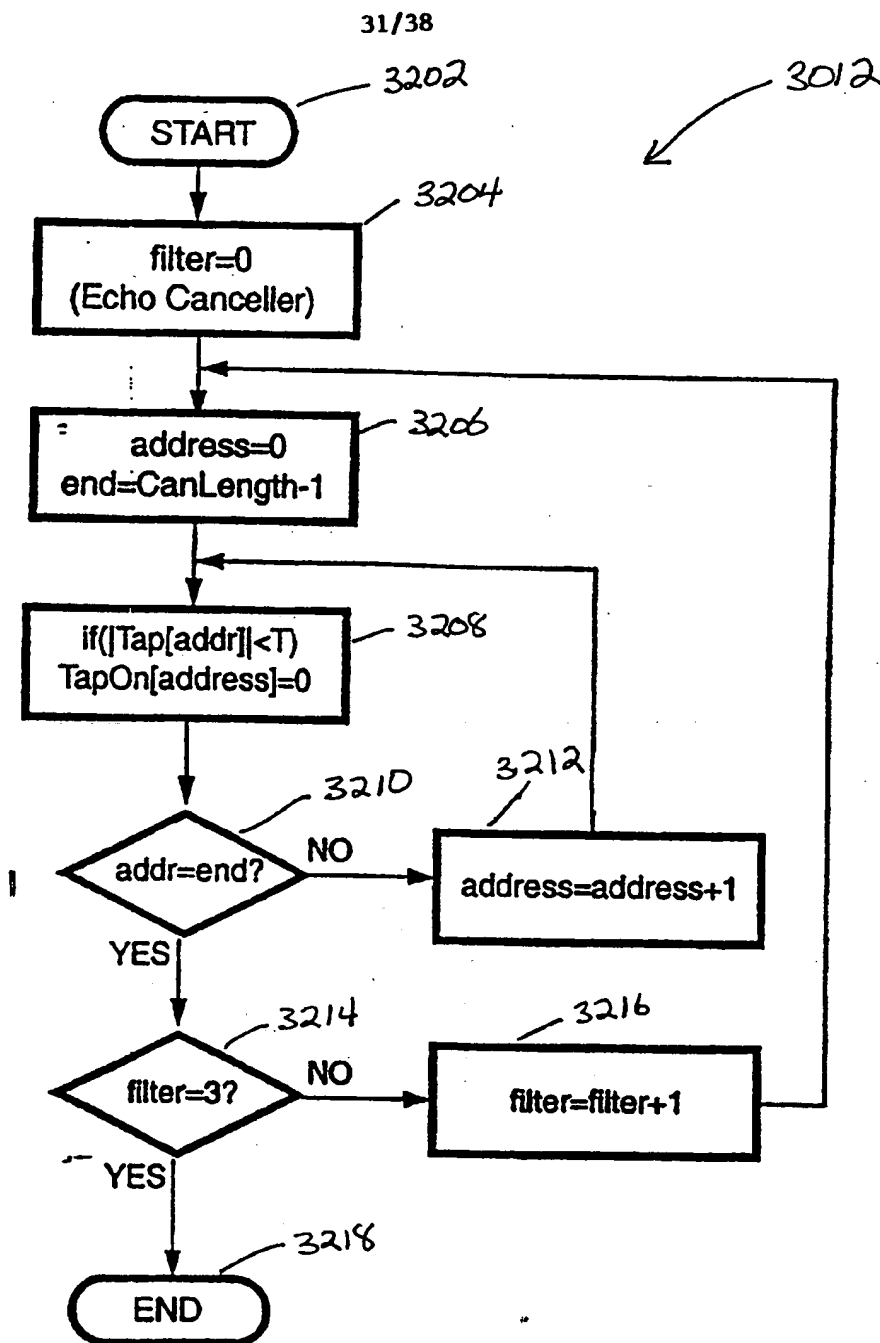 31/38
3202
3012
START
3204
filter=0
(Echo Canceller)
3206
address=0
end=CanLength-1
3208
if(|Tap[addr]|<T)
TapOn[address]=0
3210
3212
addr=end?
NO
address=address+1
YES
3214
3216
filter=3?
NO
filter=filter+1
YES
3218
END